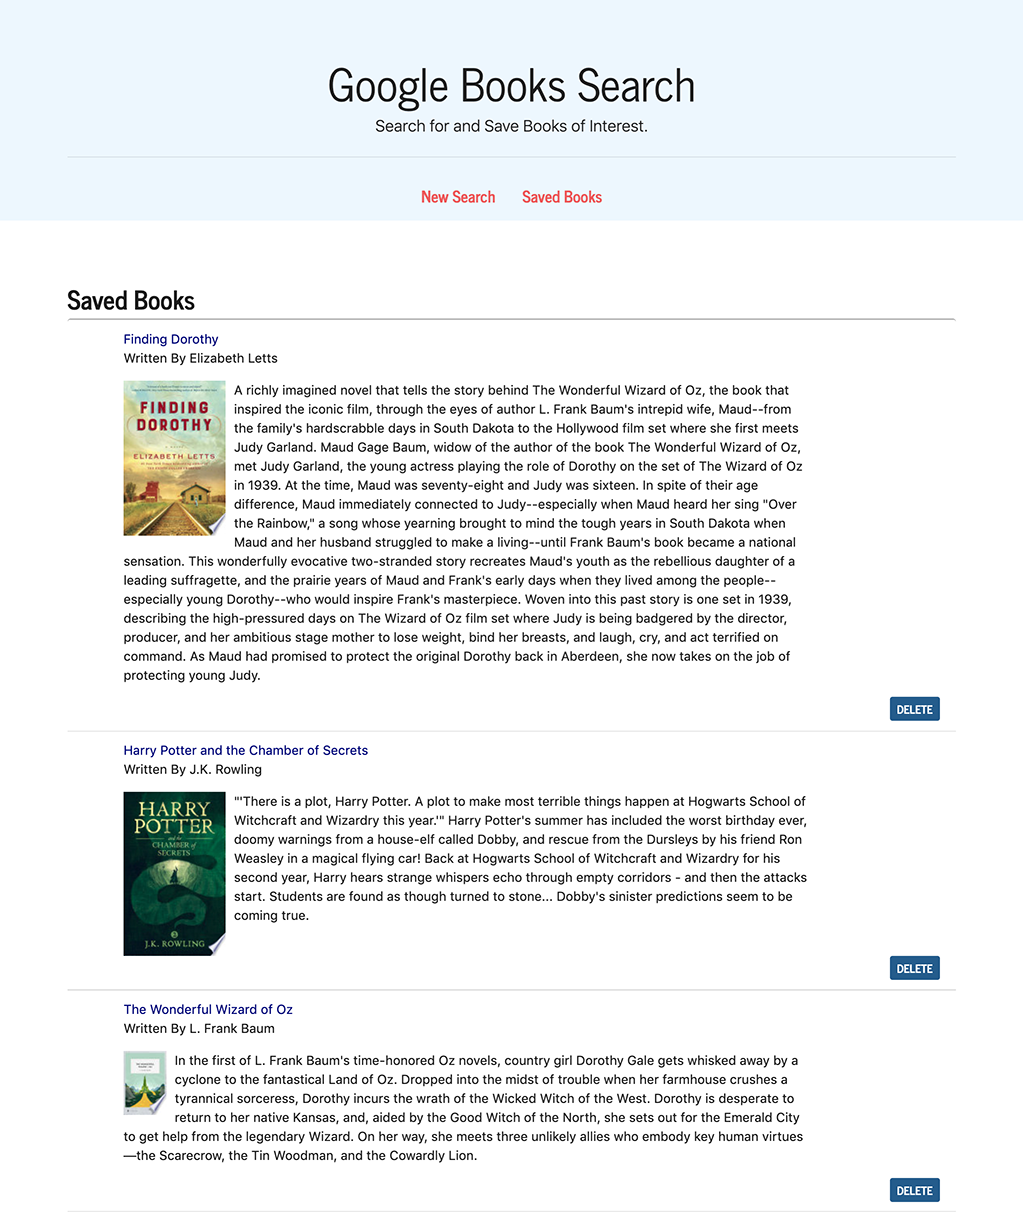 Google Books Search
Search for and Save Books of Interest.
New Search Saved Books
Saved Books
Finding Dorothy
Written By Elizabeth Letts
FINDING
DOROTHY
A NOVEL
ELIZABETH LETTS
A richly imagined novel that tells the story behind The Wonderful Wizard of Oz, the book that
inspired the iconic film, through the eyes of author L. Frank Baum's intrepid wife, Maud--from
the family's hardscrabble days in South Dakota to the Hollywood film set where she first meets
Judy Garland. Maud Gage Baum, widow of the author of the book The Wonderful Wizard of Oz,
met Judy Garland, the young actress playing the role of Dorothy on the set of The Wizard of Oz
in 1939. At the time, Maud was seventy-eight and Judy was sixteen. In spite of their age
difference, Maud immediately connected to Judy--especially when Maud heard her sing "Over
the Rainbow," a song whose yearning brought to mind the tough years in South Dakota when
Maud and her husband struggled to make a living--until Frank Baum's book became a national
sensation. This wonderfully evocative two-stranded story recreates Maud's youth as the rebellious daughter of a
leading suffragette, and the prairie years of Maud and Frank's early days when they lived among the people--
especially young Dorothy--who would inspire Frank's masterpiece. Woven into this past story is one set in 1939,
describing the high-pressured days on The Wizard of Oz film set where Judy is being badgered by the director,
producer, and her ambitious stage mother to lose weight, bind her breasts, and laugh, cry, and act terrified on
command. As Maud had promised to protect the original Dorothy back in Aberdeen, she now takes on the job of
protecting young Judy.
DELETE
Harry Potter and the Chamber of Secrets
Written By J.K. Rowling
HARRY
POTTER
and the
CHAMBER of
SECRETS
2
J.K. ROWLING
"'There is a plot, Harry Potter. A plot to make most terrible things happen at Hogwarts School of
Witchcraft and Wizardry this year.'" Harry Potter's summer has included the worst birthday ever,
doomy warnings from a house-elf called Dobby, and rescue from the Dursleys by his friend Ron
Weasley in a magical flying car! Back at Hogwarts School of Witchcraft and Wizardry for his
second year, Harry hears strange whispers echo through empty corridors - and then the attacks
start. Students are found as though turned to stone... Dobby's sinister predictions seem to be
coming true.
DELETE
The Wonderful Wizard of Oz
Written By L. Frank Baum
In the first of L. Frank Baum's time-honored Oz novels, country girl Dorothy Gale gets whisked away by a
cyclone to the fantastical Land of Oz. Dropped into the midst of trouble when her farmhouse crushes a
tyrannical sorceress, Dorothy incurs the wrath of the Wicked Witch of the West. Dorothy is desperate to
return to her native Kansas, and, aided by the Good Witch of the North, she sets out for the Emerald City
to get help from the legendary Wizard. On her way, she meets three unlikely allies who embody key human virtues
—the Scarecrow, the Tin Woodman, and the Cowardly Lion.
DELETE